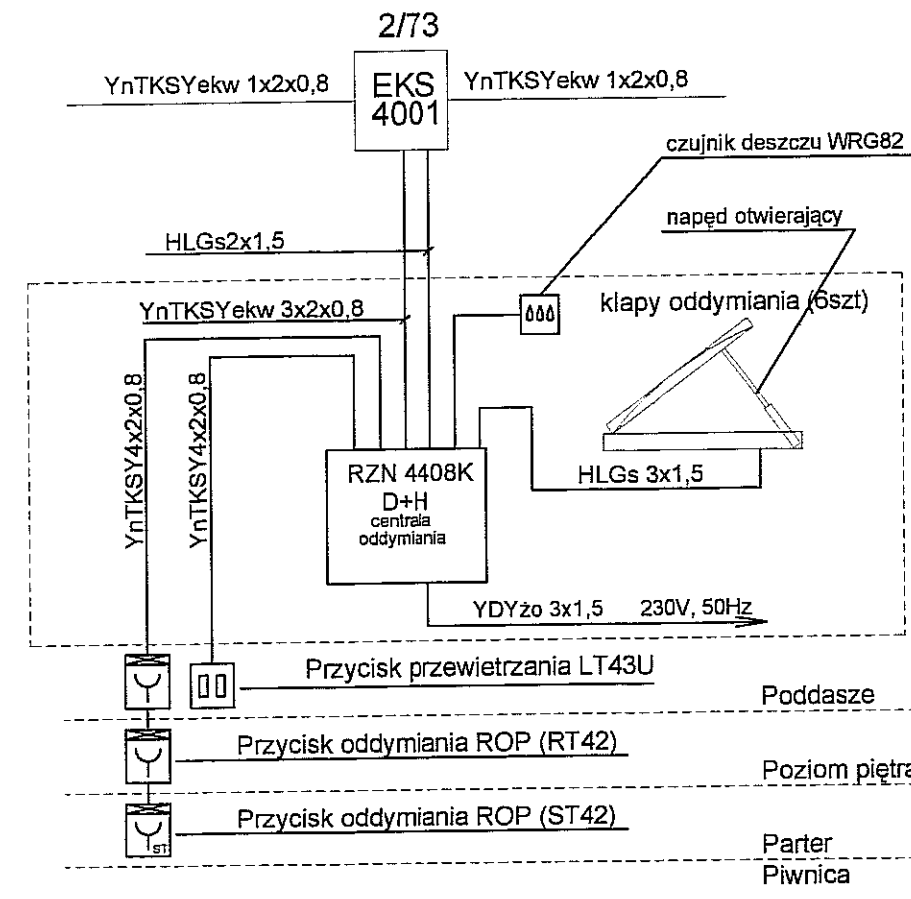 2/73
YnTKSYekw 1x2x0,8
EKS
4001
YnTKSYekw 1x2x0,8
czujnik deszczu WRG82
napęd otwierający
HLGs2x1,5
YnTKSYekw 3x2x0,8
klapy oddymiania (6szt)
YnTKSY4x2x0,8
YnTKSY4x2x0,8
RZN 4408K
D+H
centrala
oddymiania
HLGs 3x1,5
YDYżo 3x1,5 230V, 50Hz
Przycisk przewietrzania LT43U
Poddasze
Przycisk oddymiania ROP (RT42)
Poziom piętra
Przycisk oddymiania ROP (ST42)
ST
Parter
Piwnica